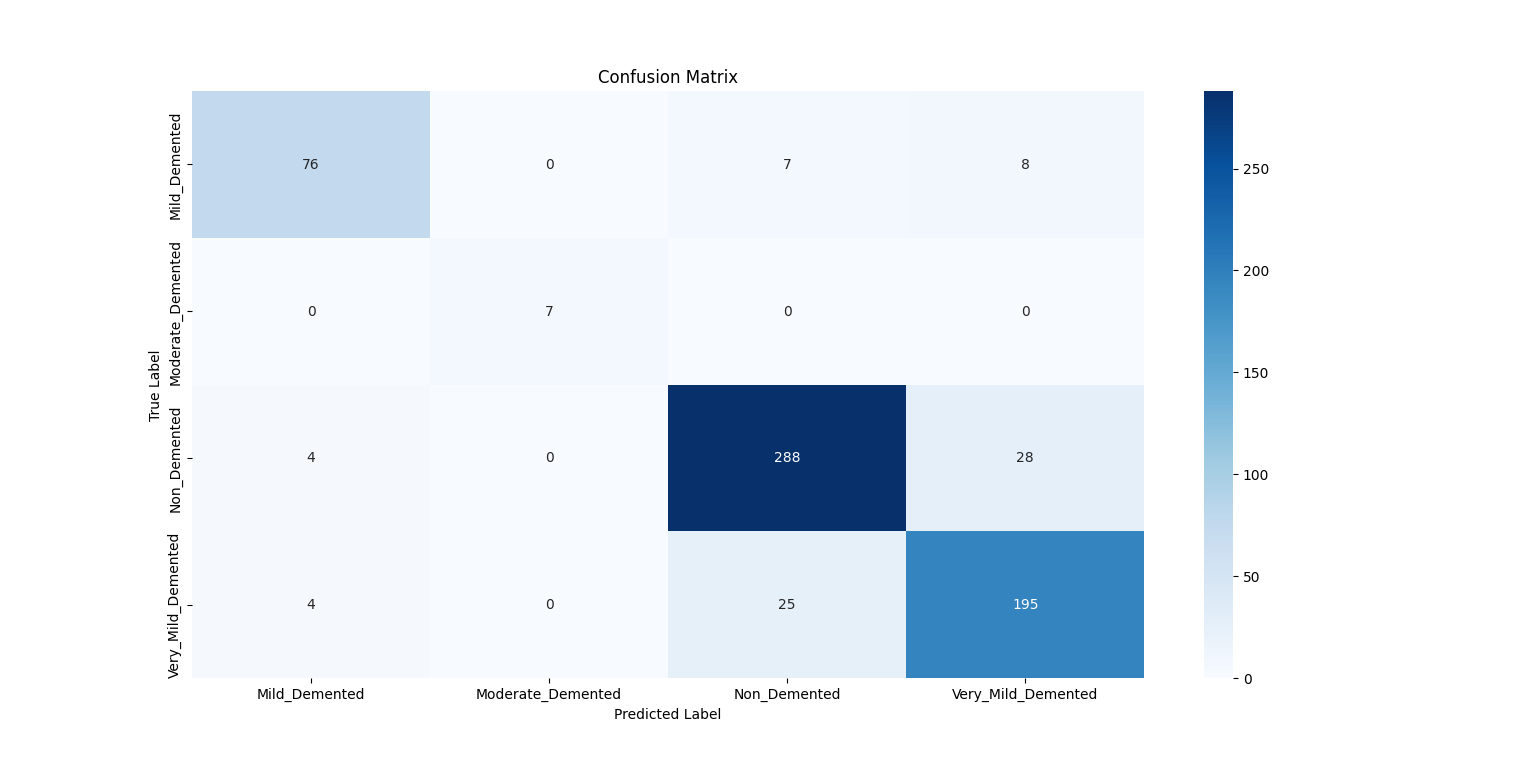 Confusion Matrix
True Label
Mild_Demented
76
0
7
8
Moderate_Demented
0
7
0
0
Non_Demented
4
0
288
28
Very_Mild_Demented
4
0
25
195
Mild_Demented
Moderate_Demented
Non_Demented
Very_Mild_Demented
Predicted Label
250
200
150
100
50
0